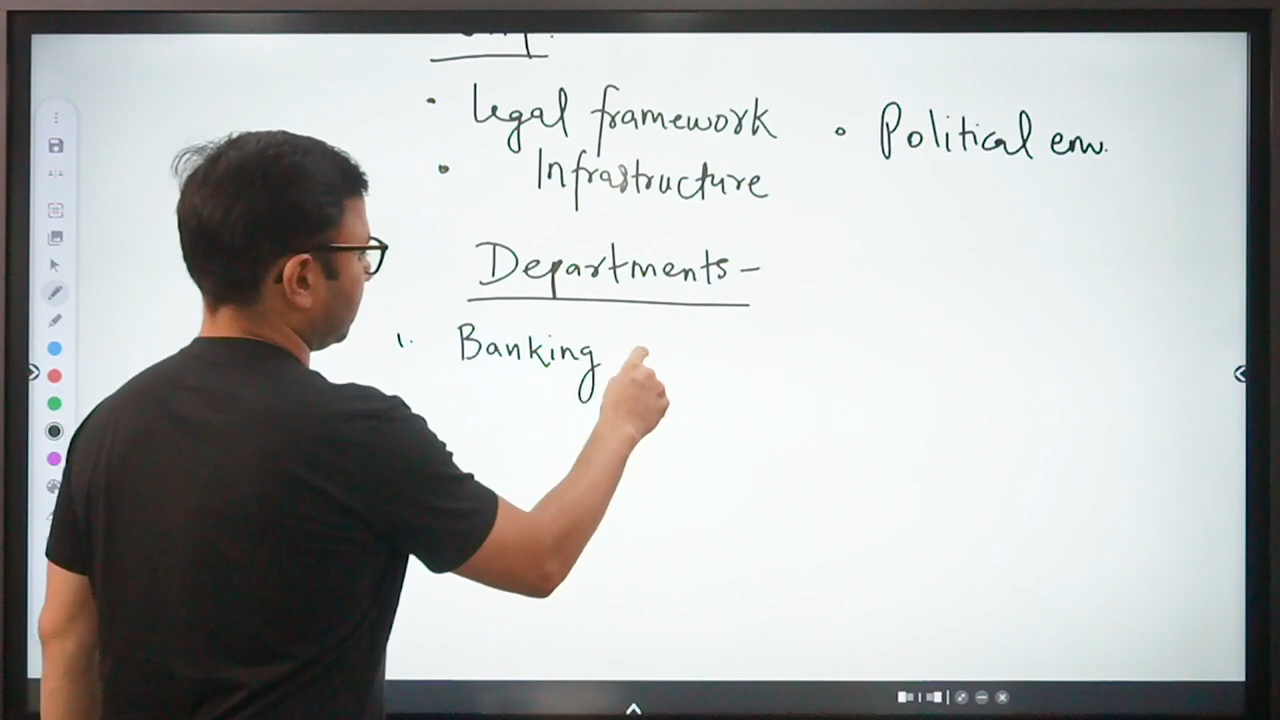 • Legal framework • Political env.
• Infrastructure
Departments -
1. Banking